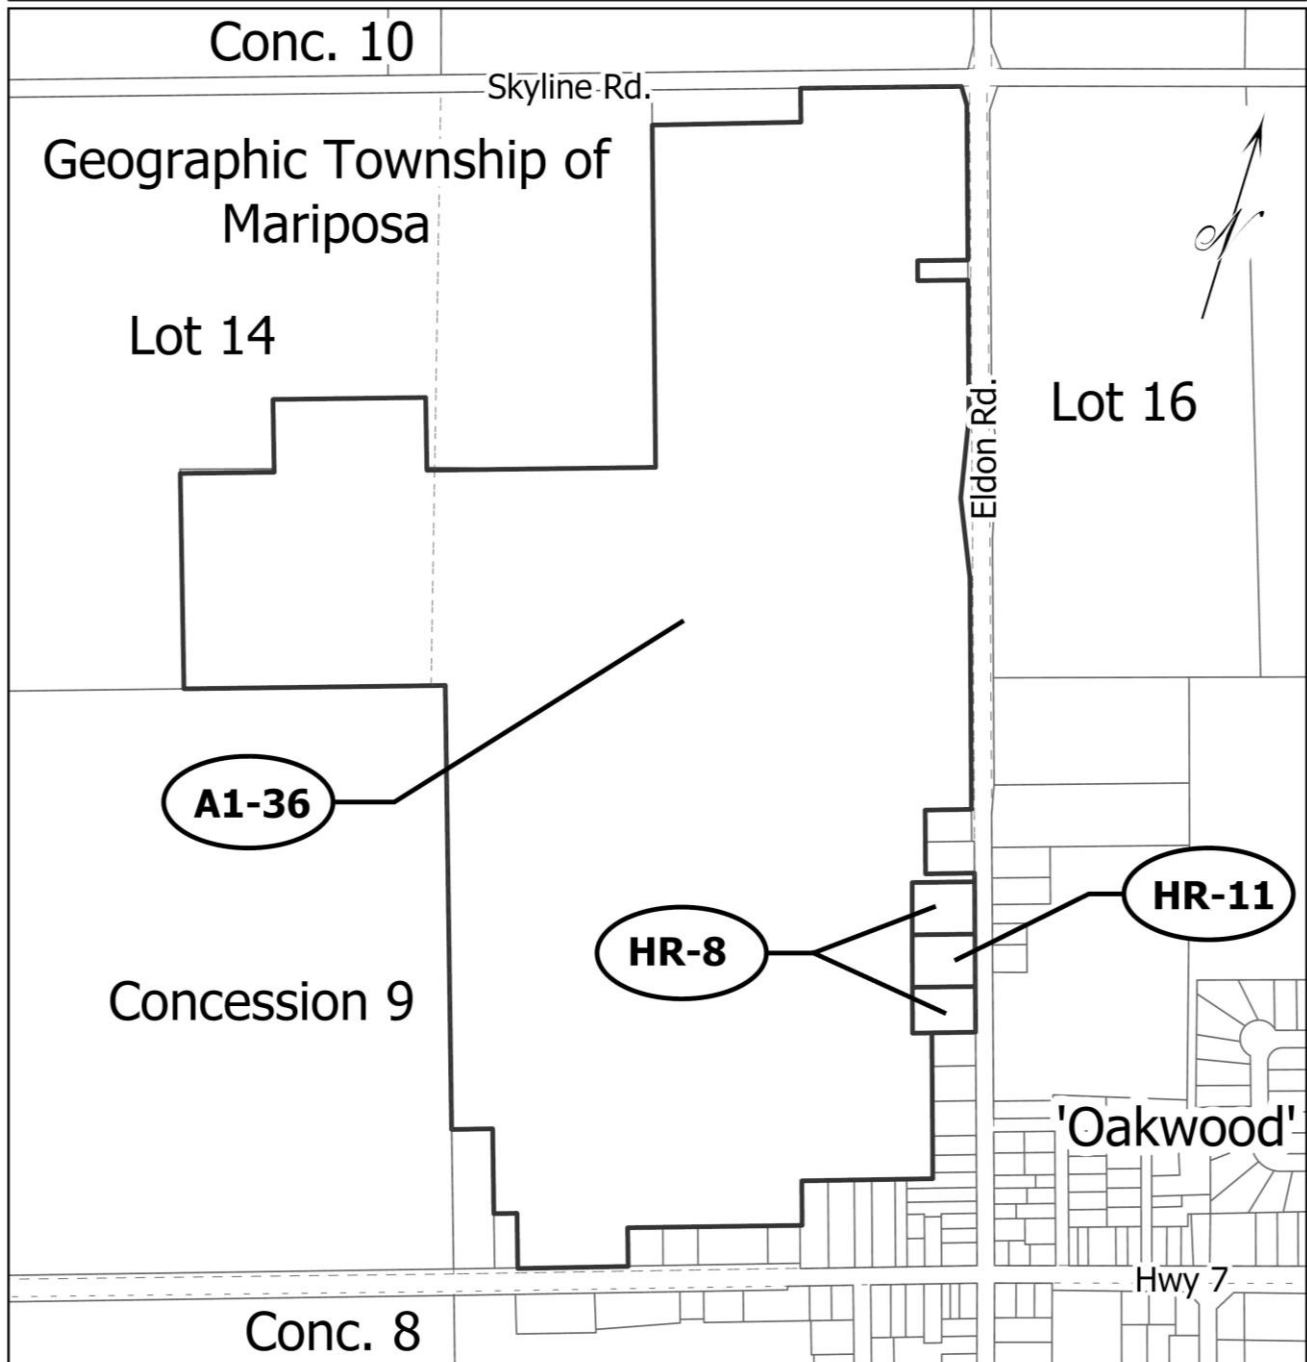 Conc. 10
Skyline Rd.
Geographic Township of
Mariposa
N
Lot 14
Eldon Rd.
Lot 16
A1-36
HR-11
HR-8
Concession 9
'Oakwood'
Hwy 7
Conc. 8